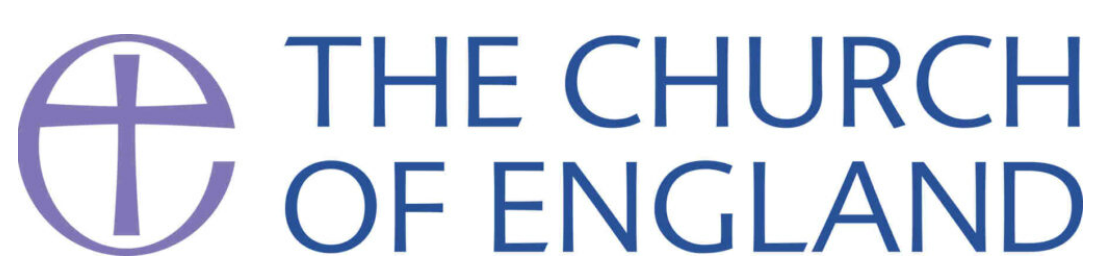 THE CHURCH
OF ENGLAND